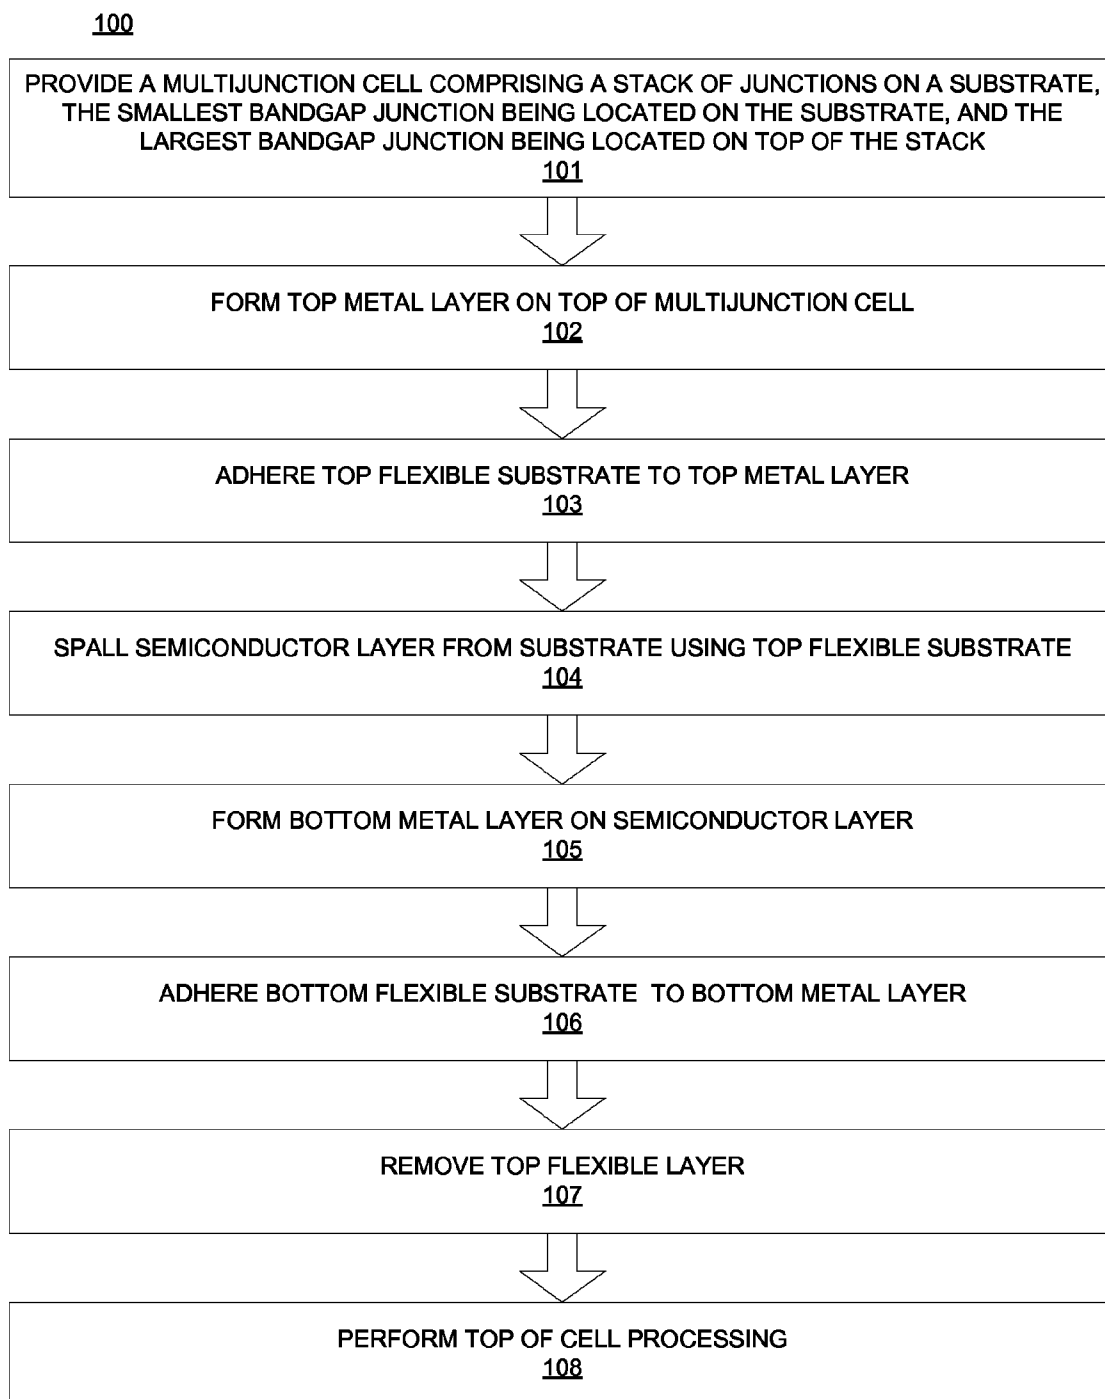 100
PROVIDE A MULTIJUNCTION CELL COMPRISING A STACK OF JUNCTIONS ON A SUBSTRATE,
THE SMALLEST BANDGAP JUNCTION BEING LOCATED ON THE SUBSTRATE, AND THE
LARGEST BANDGAP JUNCTION BEING LOCATED ON TOP OF THE STACK
101
FORM TOP METAL LAYER ON TOP OF MULTIJUNCTION CELL
102
ADHERE TOP FLEXIBLE SUBSTRATE TO TOP METAL LAYER
103
SPALL SEMICONDUCTOR LAYER FROM SUBSTRATE USING TOP FLEXIBLE SUBSTRATE
104
FORM BOTTOM METAL LAYER ON SEMICONDUCTOR LAYER
105
ADHERE BOTTOM FLEXIBLE SUBSTRATE TO BOTTOM METAL LAYER
106
REMOVE TOP FLEXIBLE LAYER
107
PERFORM TOP OF CELL PROCESSING
108